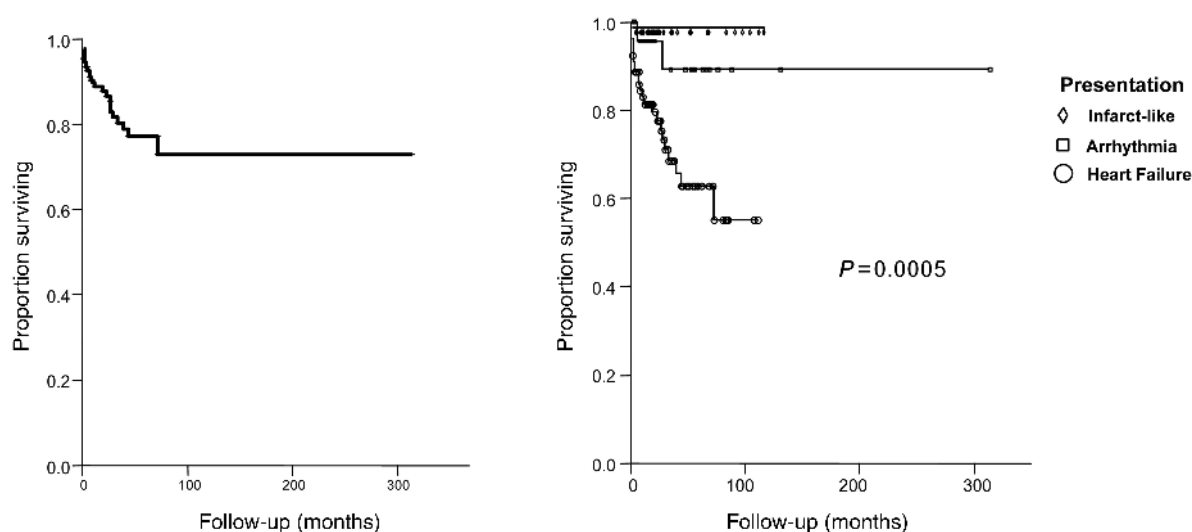 1.0
0.8
0.6
0.4
0.2
0.0
0
100
200
300
Proportion surviving
Follow-up (months)
1.0
0.8
0.6
0.4
0.2
0.0
0
100
200
300
Proportion surviving
Follow-up (months)
P=0.0005
Presentation
Infarct-like
Arrhythmia
Heart Failure